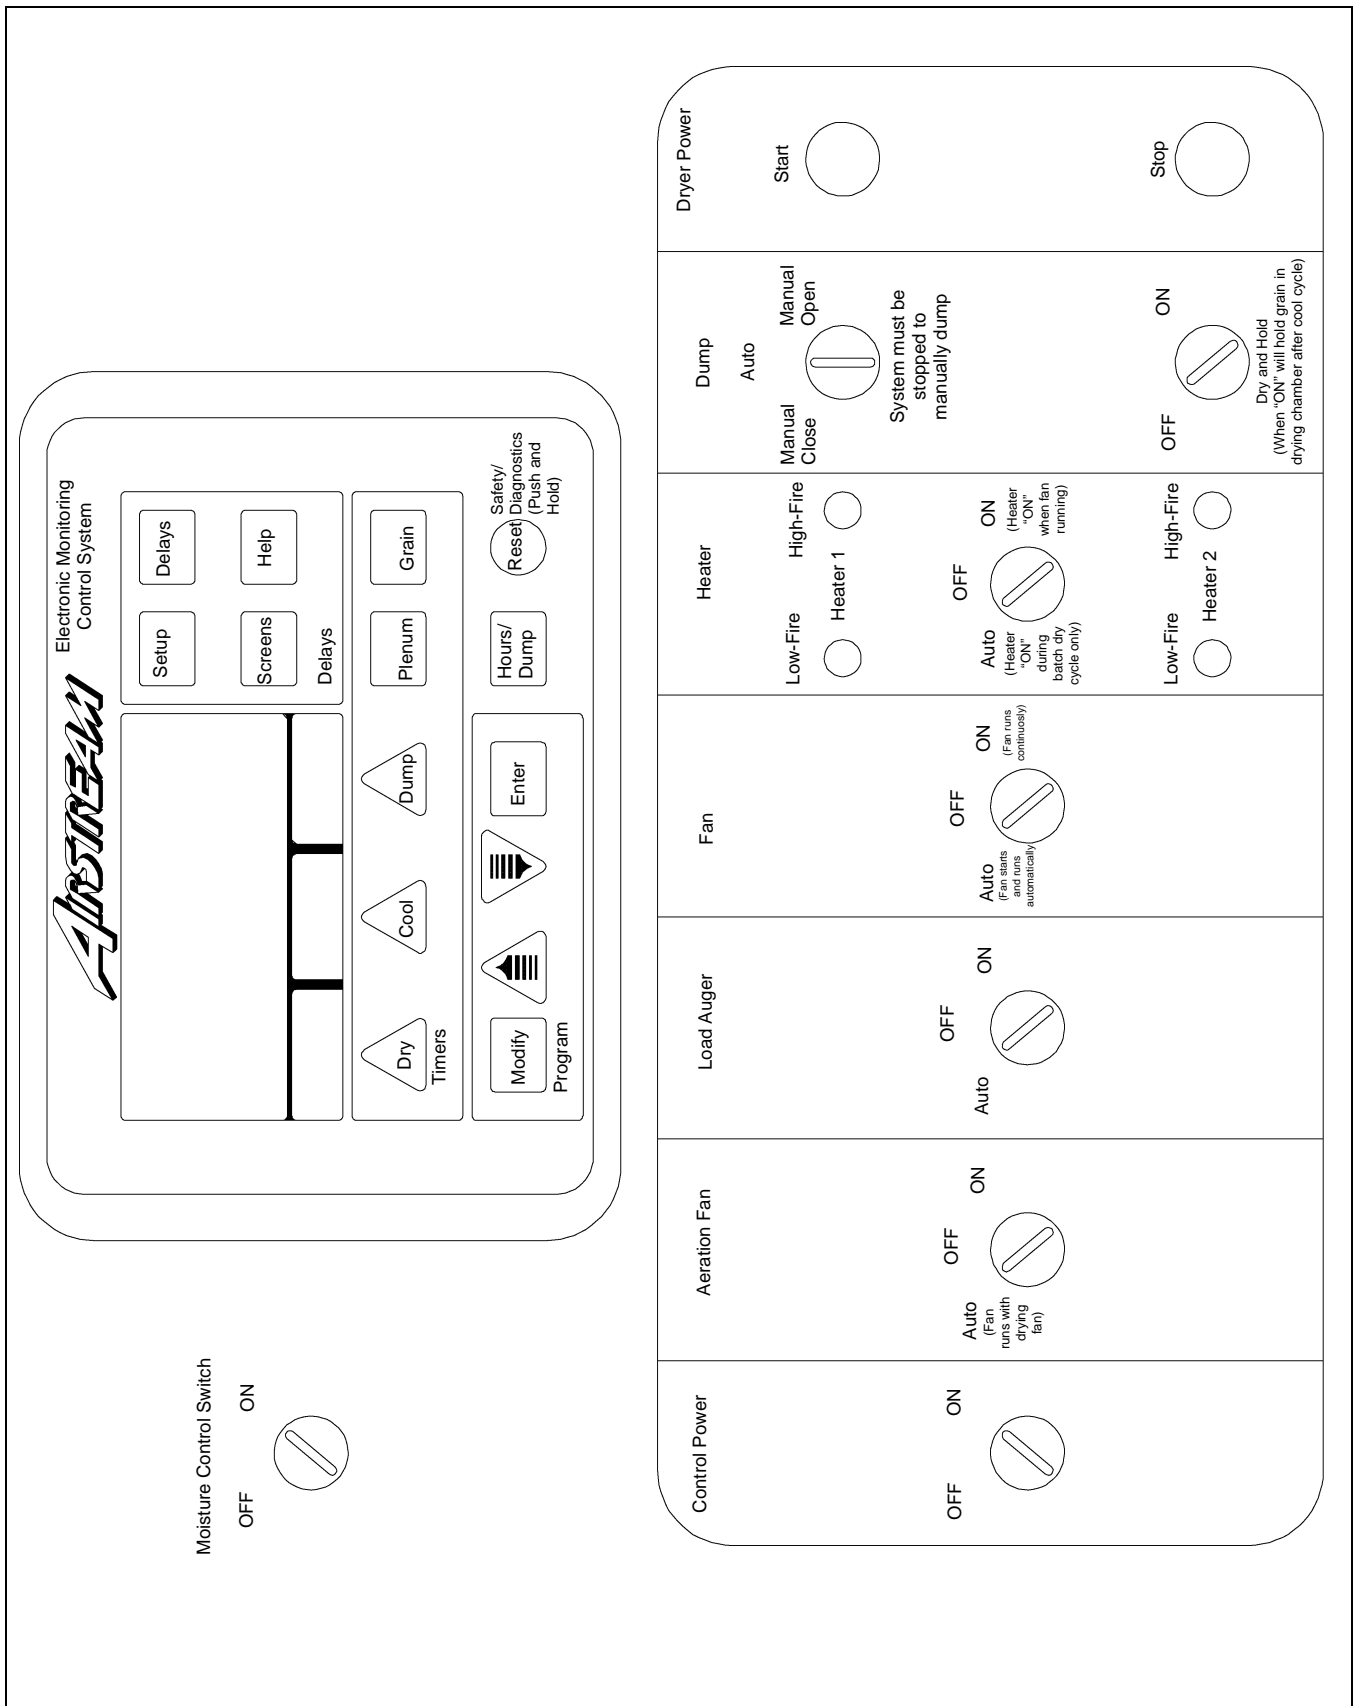 Moisture Control Switch
OFF
ON
AIRSTREAM
Electronic Monitoring
Control System
Setup
Delays
Screens
Help
Delays
Dry
Cool
Dump
Plenum
Grain
Timers
Modify
Enter
Hours/
Dump
Reset
Safety/
Diagnostics
(Push and
Hold)
Program
Control Power
OFF
ON
Aeration Fan
Auto
(Fan
runs with
drying
fan)
OFF
ON
Load Auger
Auto
OFF
ON
Fan
Auto
(Fan starts
and runs
automatically)
OFF
ON
(Fan runs
continuosly)
Heater
Low-Fire
High-Fire
Heater 1
Auto
(Heater
“ON”
during
batch dry
cycle only)
OFF
ON
(Heater
“ON”
when fan
running)
Low-Fire
High-Fire
Heater 2
Dump
Auto
Manual
Close
Manual
Open
System must be
stopped to
manually dump
OFF
ON
Dry and Hold
(When “ON” will hold grain in
drying chamber after cool cycle)
Dryer Power
Start
Stop